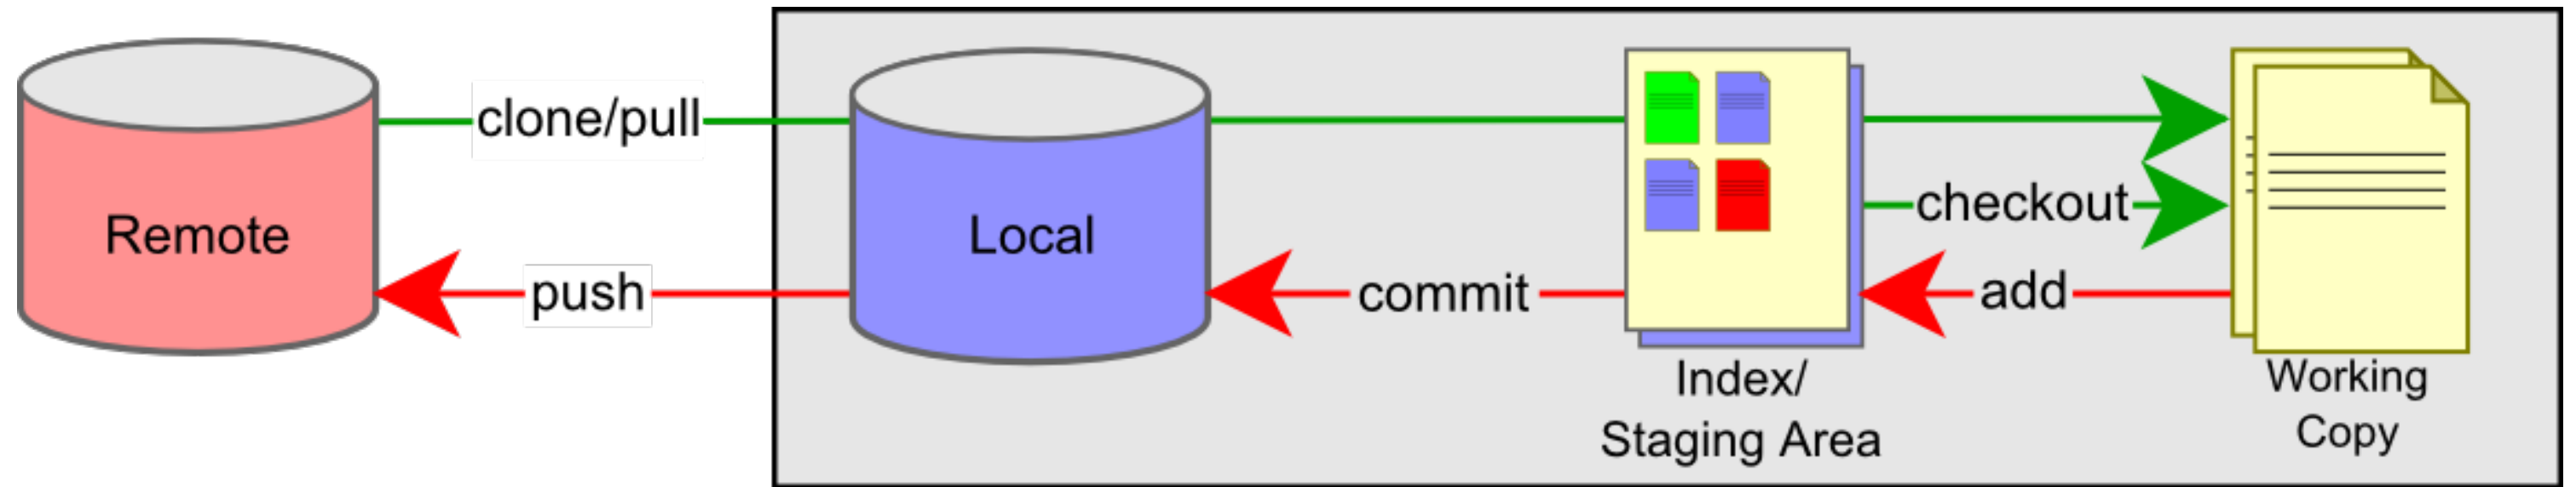 clone/pull
Remote
Local
checkout
push
commit
add
Index/
Staging Area
Working
Copy